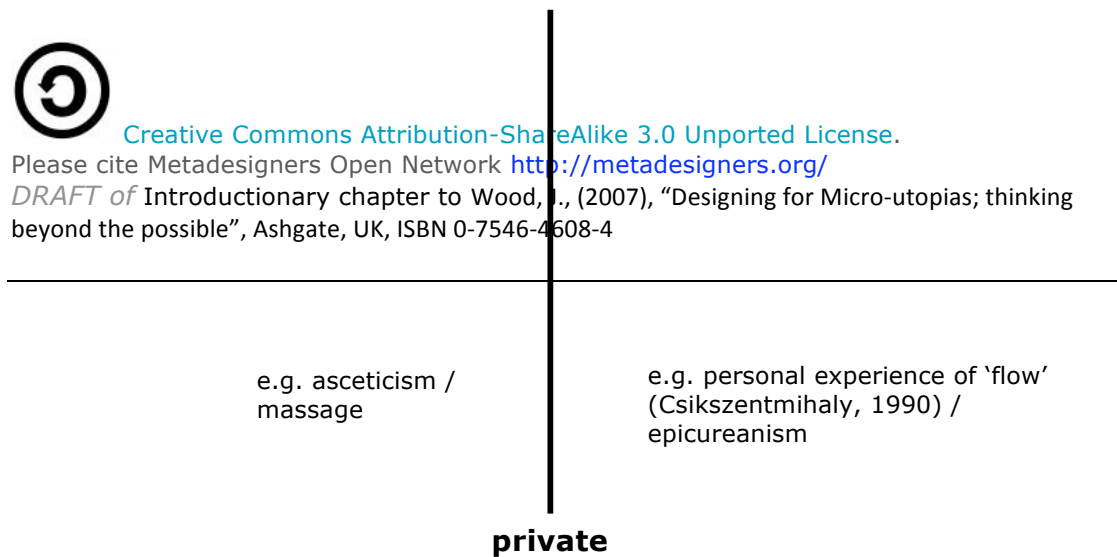 Creative Commons Attribution-ShareAlike 3.0 Unported License.
Please cite Metadesigners Open Network http://metadesigners.org/
DRAFT of Introductionary chapter to Wood, J., (2007), “Designing for Micro-utopias; thinking
beyond the possible”, Ashgate, UK, ISBN 0-7546-4608-4
e.g. asceticism /
massage
e.g. personal experience of ‘flow’
(Csikszentmihaly, 1990) /
epicureanism
private